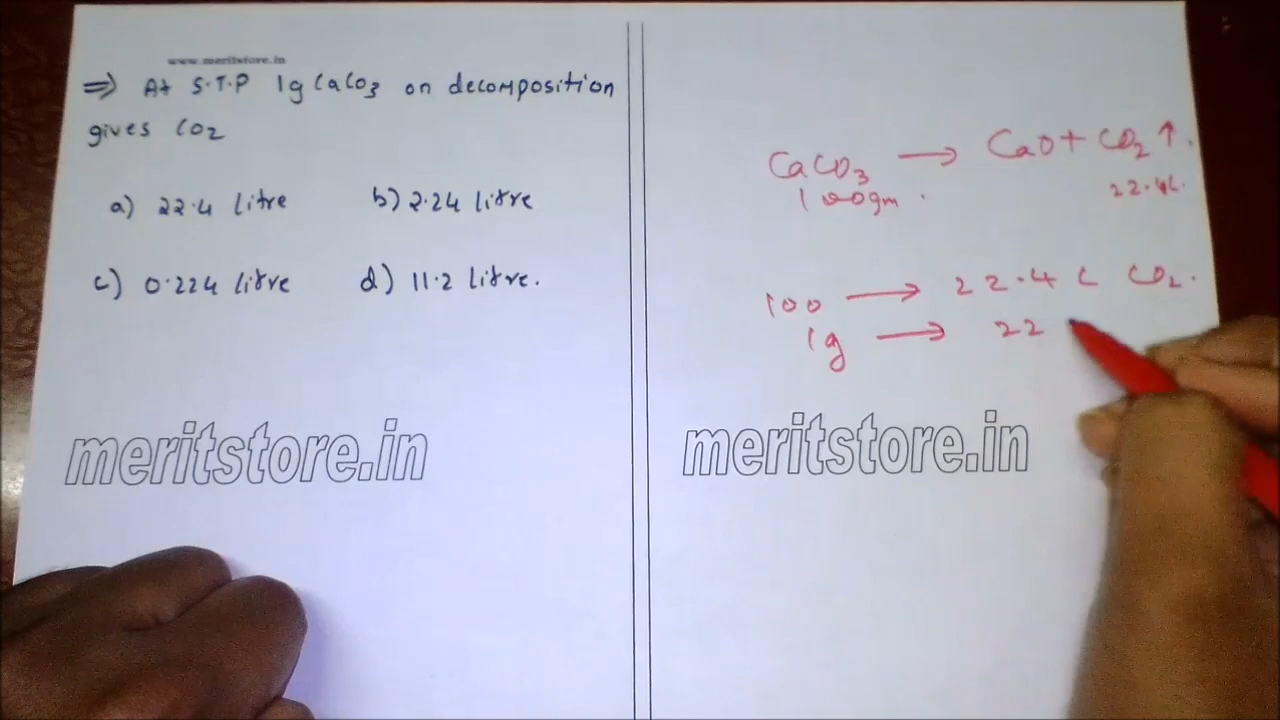 www.meritstore.in
⇒ At S.T.P 1g CaCO3 on decomposition
gives CO2
a) 22.4 litre b) 2.24 litre
c) 0.224 litre d) 11.2 litre.
meritstore.in
CaCO3 → CaO + CO2 ↑.
100gm. 22.4L.
100 → 22.4 L CO2.
1g → 22
meritstore.in